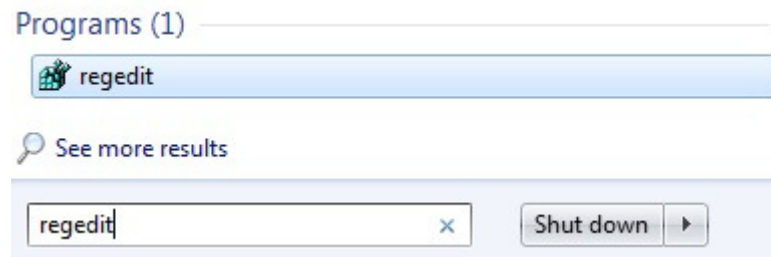 Programs (1)
regedit
See more results
regedit
Shut down